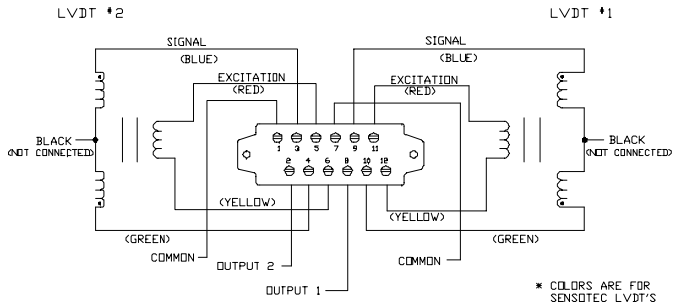 LVDT #2
LVDT #1
SIGNAL
(BLUE)
SIGNAL
(BLUE)
EXCITATION
(RED)
EXCITATION
(RED)
1 3 5 7 9 11
2 4 6 8 10 12
BLACK
(NOT CONNECTED)
BLACK
(NOT CONNECTED)
(YELLOW)
(YELLOW)
(GREEN)
(GREEN)
COMMON
OUTPUT 2
COMMON
OUTPUT 1
* COLORS ARE FOR
SENSOTEC LVDT'S